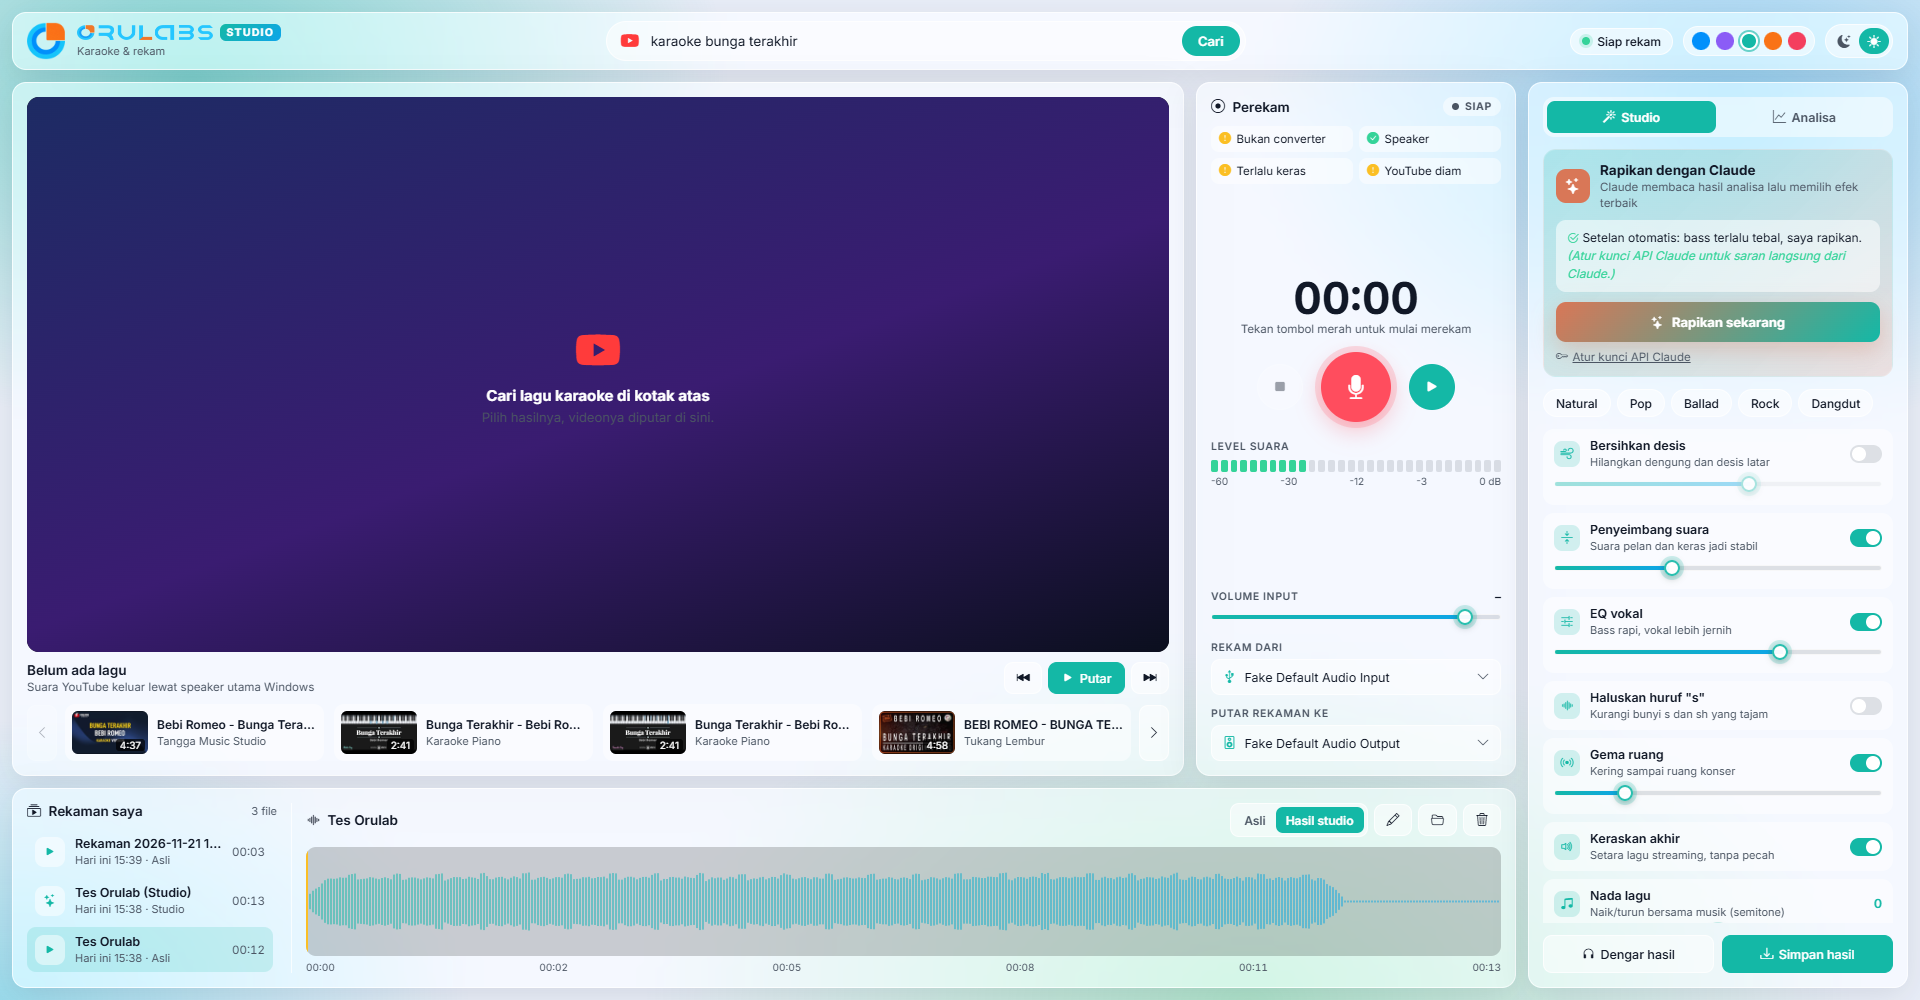 ORULABS STUDIO
Karaoke & rekam
karaoke bunga terakhir
Cari
Siap rekam
Cari lagu karaoke di kotak atas
Pilih hasilnya, videonya diputar di sini.
Belum ada lagu
Suara YouTube keluar lewat speaker utama Windows
Putar
BUNGA TERAKHIR
BEBI ROMEO
4:37
Bebi Romeo - Bunga Tera...
Tangga Music Studio
Bunga Terakhir
2:41
Bunga Terakhir - Bebi Ro...
Karaoke Piano
Bunga Terakhir
2:41
Bunga Terakhir - Bebi Ro...
Karaoke Piano
BEBI ROMEO
BUNGA TERAKHIR
4:58
BEBI ROMEO - BUNGA TE...
Tukang Lembur
Perekam
SIAP
Bukan converter
Speaker
Terlalu keras
YouTube diam
00:00
Tekan tombol merah untuk mulai merekam
LEVEL SUARA
-60 -30 -12 -3 0 dB
VOLUME INPUT –
REKAM DARI
Fake Default Audio Input
PUTAR REKAMAN KE
Fake Default Audio Output
Studio
Analisa
Rapikan dengan Claude
Claude membaca hasil analisa lalu memilih efek
terbaik
Setelan otomatis: bass terlalu tebal, saya rapikan.
(Atur kunci API Claude untuk saran langsung dari
Claude.)
Rapikan sekarang
Atur kunci API Claude
Natural Pop Ballad Rock Dangdut
Bersihkan desis
Hilangkan dengung dan desis latar
Penyeimbang suara
Suara pelan dan keras jadi stabil
EQ vokal
Bass rapi, vokal lebih jernih
Haluskan huruf "s"
Kurangi bunyi s dan sh yang tajam
Gema ruang
Kering sampai ruang konser
Keraskan akhir
Setara lagu streaming, tanpa pecah
Nada lagu
Naik/turun bersama musik (semitone)
0
Dengar hasil
Simpan hasil
Rekaman saya
3 file
Rekaman 2026-11-21 1...
Hari ini 15:39 · Asli
00:03
Tes Orulab (Studio)
Hari ini 15:38 · Studio
00:13
Tes Orulab
Hari ini 15:38 · Asli
00:12
Tes Orulab
Asli
Hasil studio
00:00 00:02 00:05 00:08 00:11 00:13